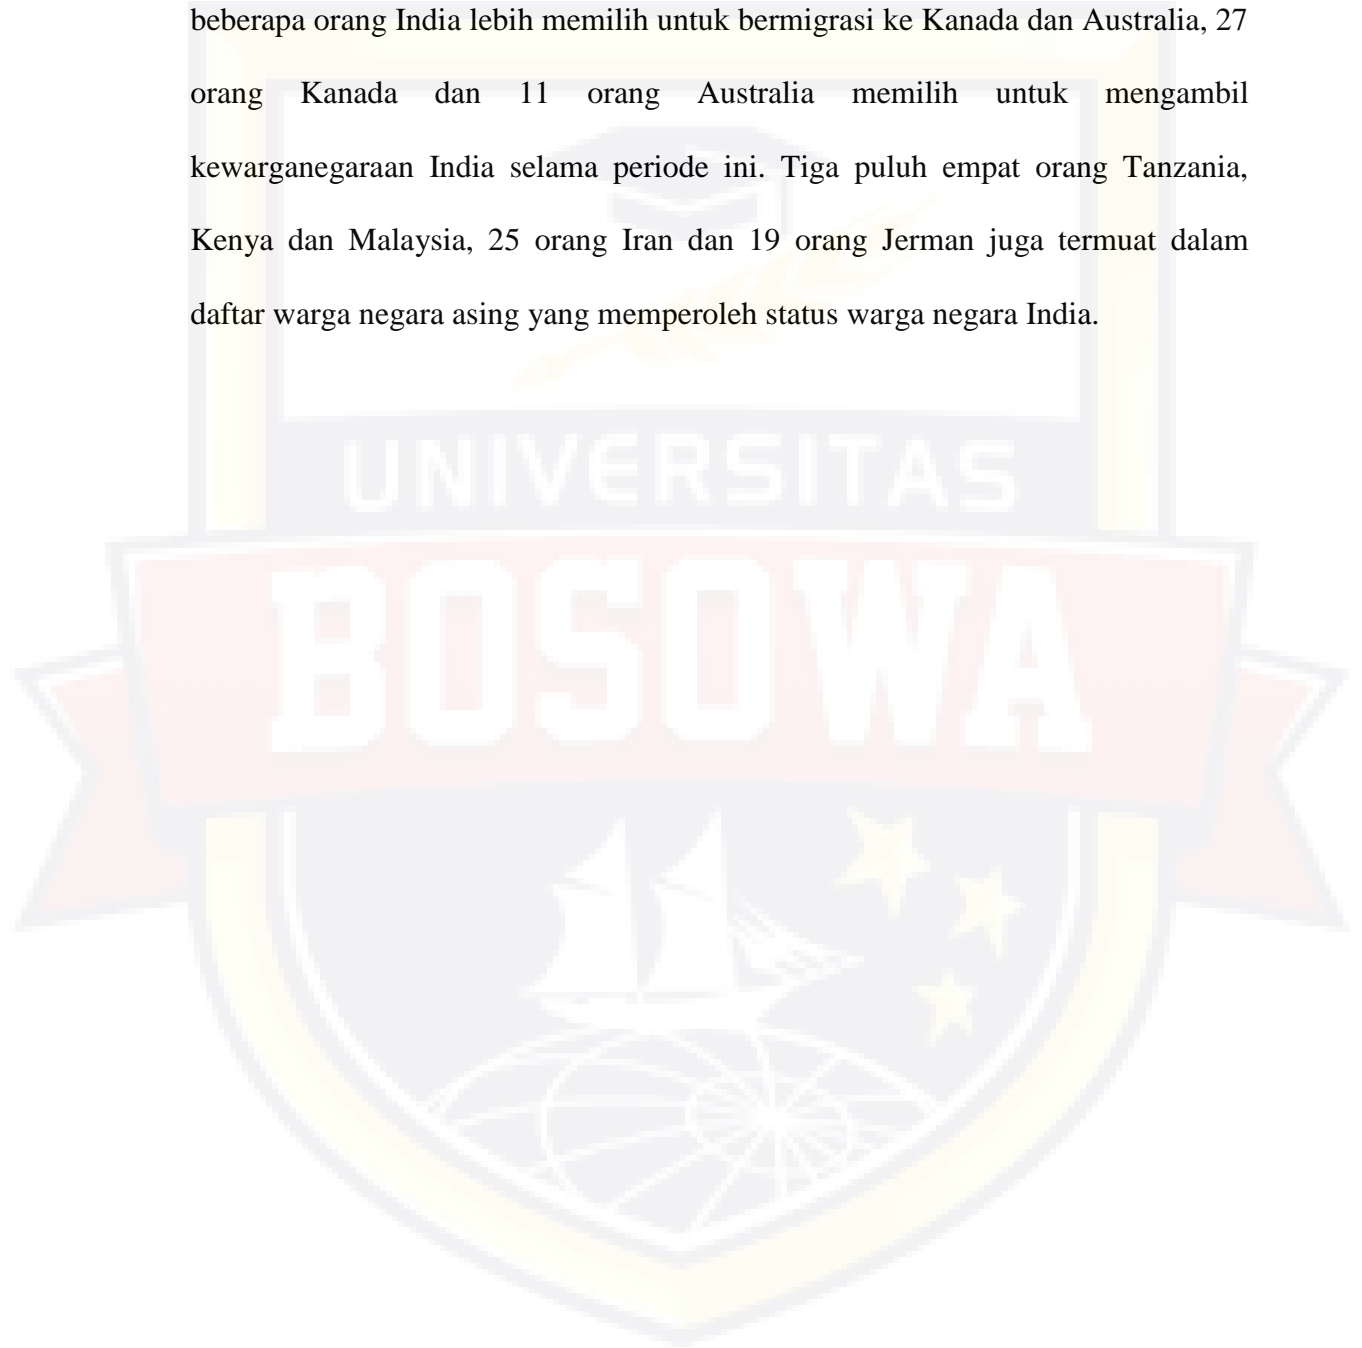 beberapa orang India lebih memilih untuk bermigrasi ke Kanada dan Australia, 27
orang Kanada dan 11 orang Australia memilih untuk mengambil
kewarganegaraan India selama periode ini. Tiga puluh empat orang Tanzania,
Kenya dan Malaysia, 25 orang Iran dan 19 orang Jerman juga termuat dalam
daftar warga negara asing yang memperoleh status warga negara India.
UNIVERSITAS
BOSOWA